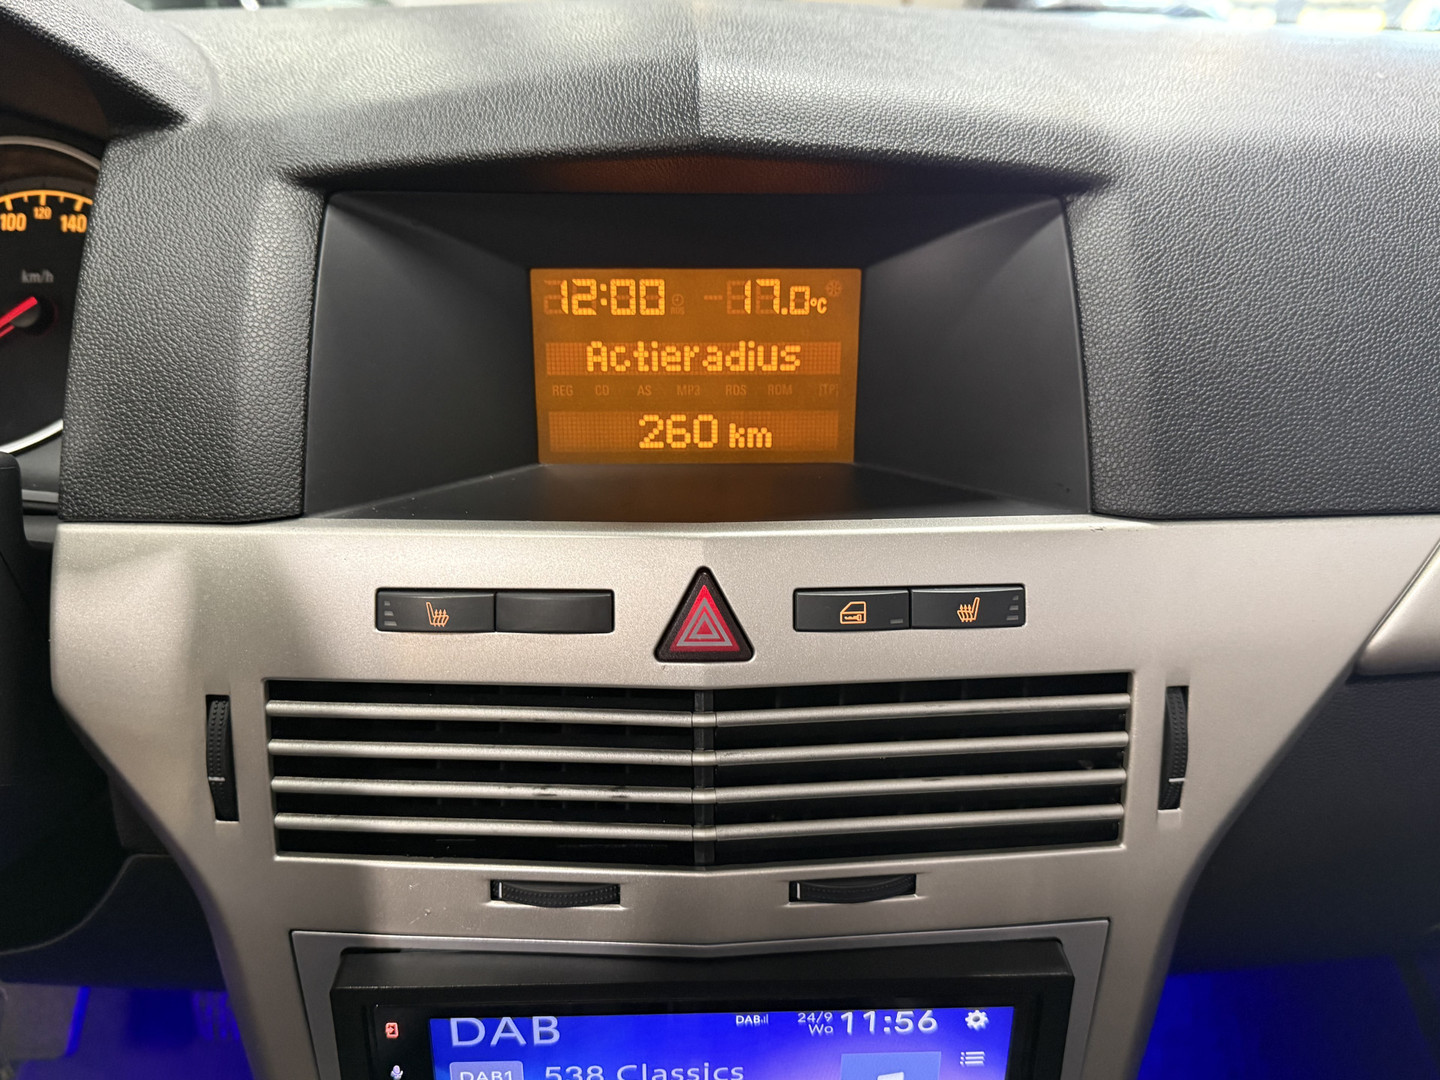 100 120 140
km/h
12:00 17.0°C
Actieradius
REG CD AS MP3 RDS ROM [TP]
260 km
DAB DAB 24/9 Wo 11:56
DAB1 538 Classics